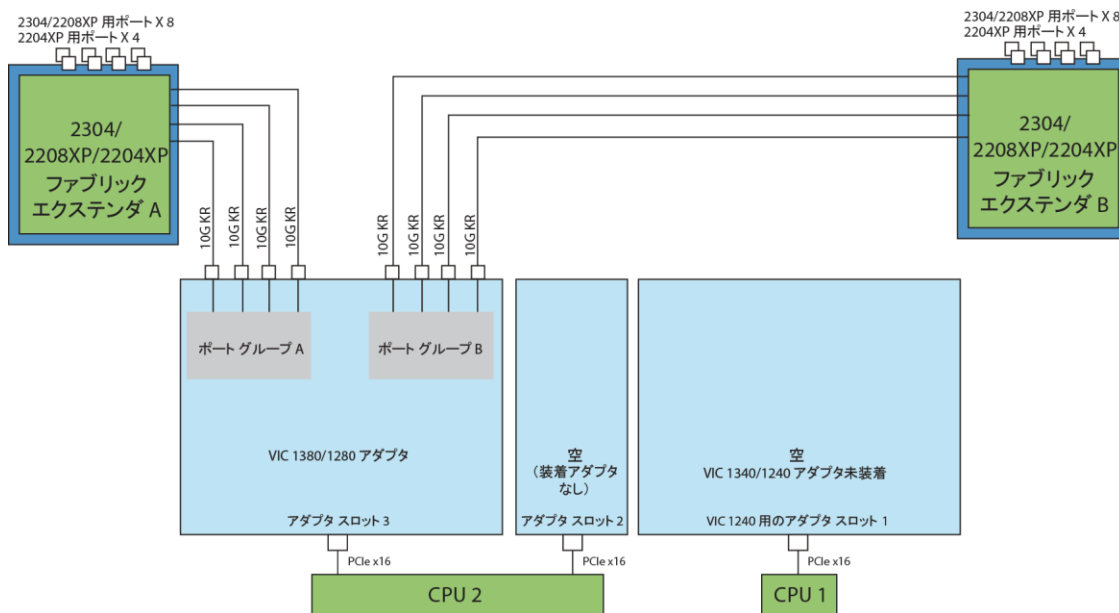 2304/2208XP 用ポート X 8
2204XP 用ポート X 4
2304/2208XP 用ポート X 8
2204XP 用ポート X 4
2304/
2208XP/2204XP
ファブリック
エクステンダ A
2304/
2208XP/2204XP
ファブリック
エクステンダ B
10G KR
10G KR
10G KR
10G KR
10G KR
10G KR
10G KR
10G KR
ポート グループ A
ポート グループ B
VIC 1380/1280 アダプタ
空
（装着アダプタ
なし）
空
VIC 1340/1240 アダプタ未装着
アダプタ スロット 3
アダプタ スロット 2
VIC 1240 用のアダプタ スロット 1
PCIe x16
PCIe x16
PCIe x16
CPU 2
CPU 1